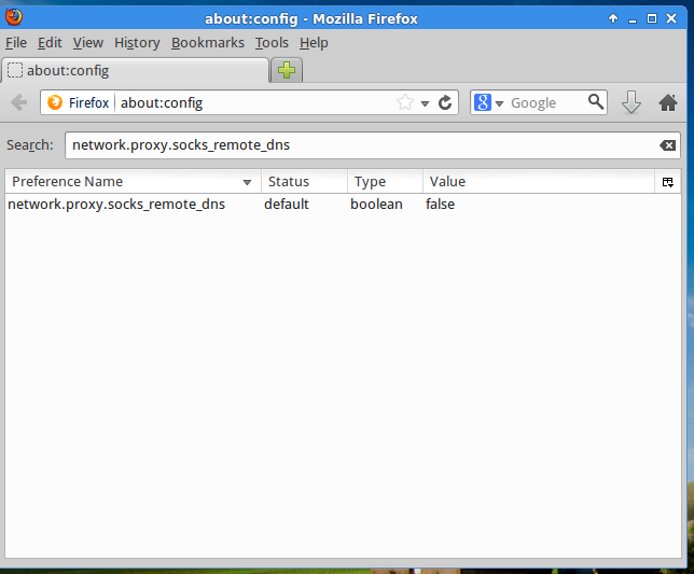 about:config - Mozilla Firefox
File Edit View History Bookmarks Tools Help
about:config
Firefox about:config Google
Search: network.proxy.socks_remote_dns
Preference Name Status Type Value
network.proxy.socks_remote_dns default boolean false